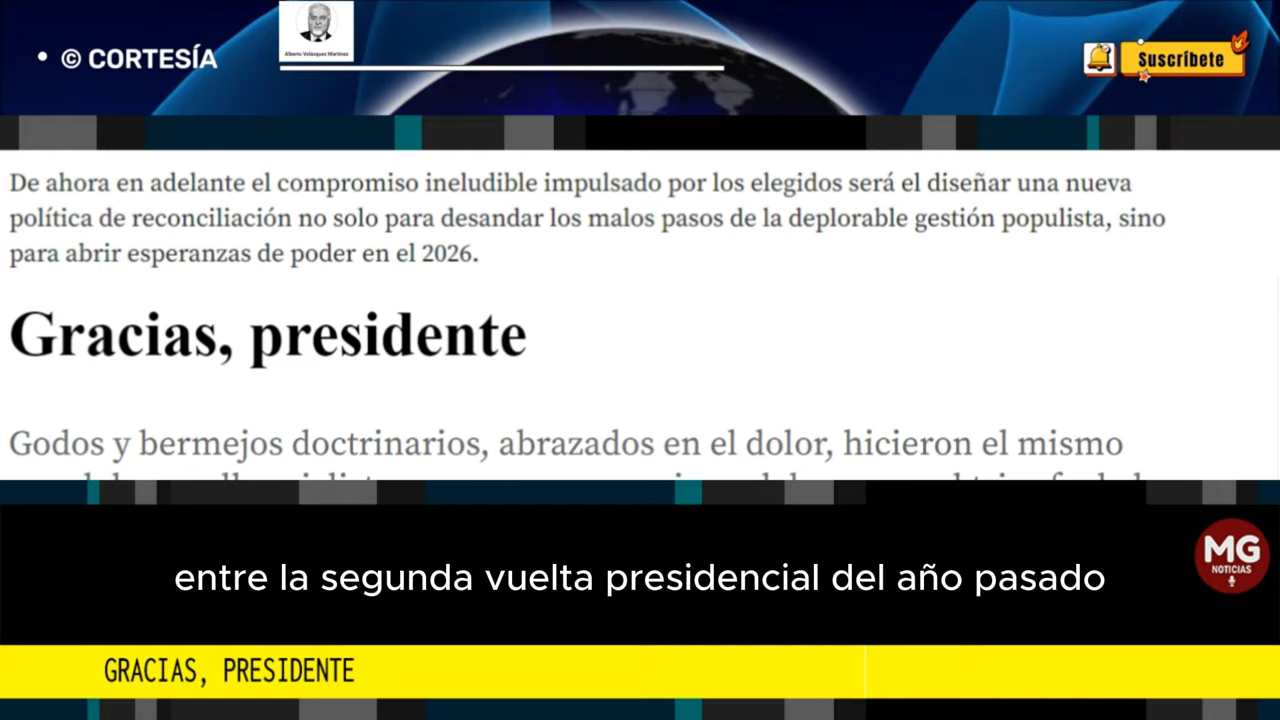 • © CORTESÍA
Alberto Velásquez Martínez
Suscríbete
De ahora en adelante el compromiso ineludible impulsado por los elegidos será el diseñar una nueva
política de reconciliación no solo para desandar los malos pasos de la deplorable gestión populista, sino
para abrir esperanzas de poder en el 2026.
Gracias, presidente
Godos y bermejos doctrinarios, abrazados en el dolor, hicieron el mismo
entre la segunda vuelta presidencial del año pasado
MG
NOTICIAS
GRACIAS, PRESIDENTE